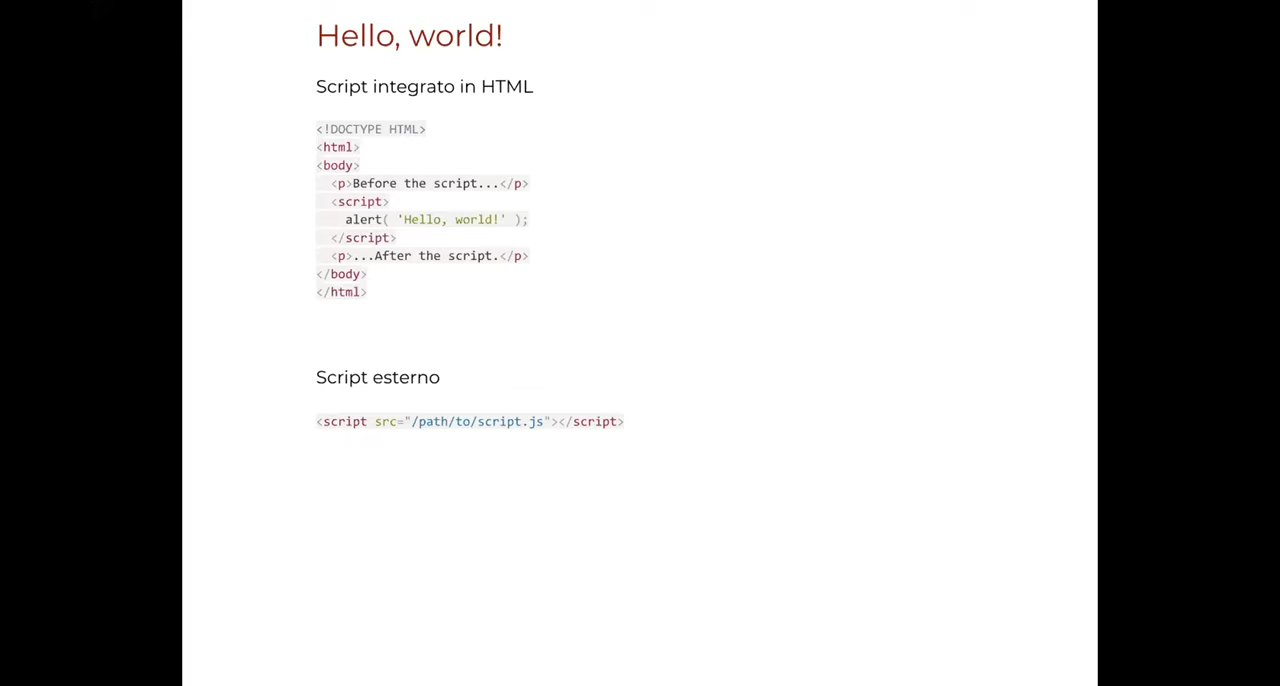 Hello, world!
Script integrato in HTML
<!DOCTYPE HTML>
<html>
<body>
  <p>Before the script...</p>
  <script>
    alert( 'Hello, world!' );
  </script>
  <p>...After the script.</p>
</body>
</html>
Script esterno
<script src="/path/to/script.js"></script>